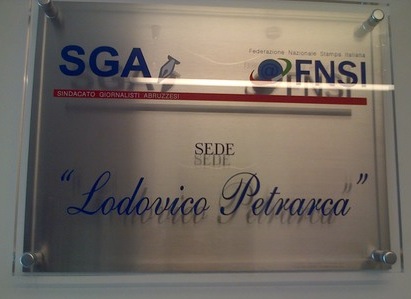 Federazione Nazionale Stampa Italiana
SGA FNSI
SINDACATO GIORNALISTI ABRUZZESI
SEDE
"Lodovico Petrarca"